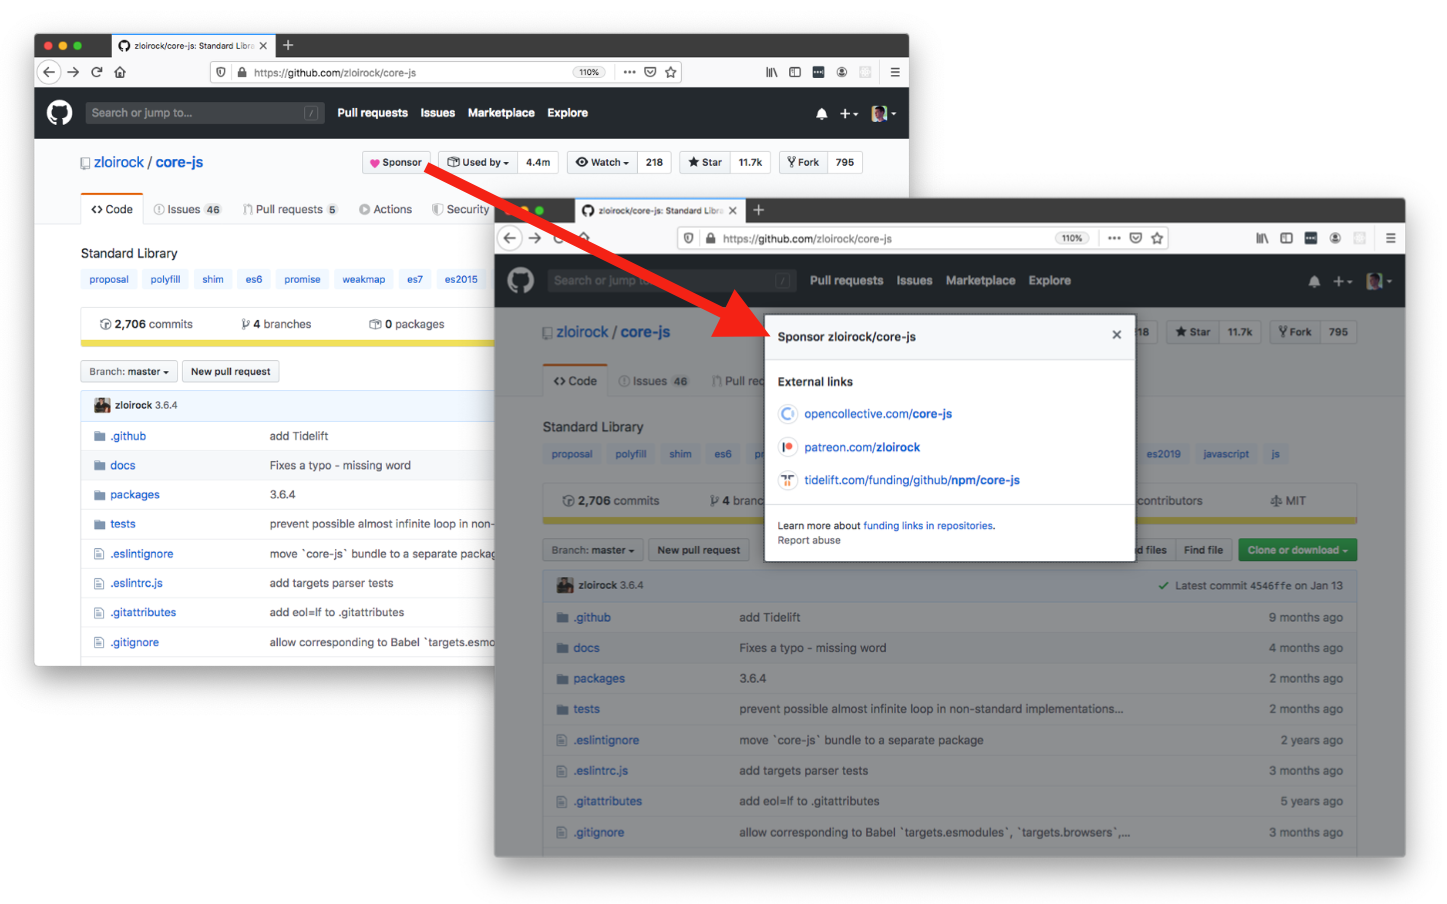 zloirock/core-js: Standard Libra
https://github.com/zloirock/core-js
110%
Search or jump to...
/
Pull requests
Issues
Marketplace
Explore
zloirock / core-js
Sponsor
Used by
4.4m
Watch
218
Star
11.7k
Fork
795
Code
Issues 46
Pull requests 5
Actions
Security
Standard Library
proposal
polyfill
shim
es6
promise
weakmap
es7
es2015
2,706 commits
4 branches
0 packages
Branch: master
New pull request
zloirock 3.6.4
.github
add Tidelift
docs
Fixes a typo - missing word
packages
3.6.4
tests
prevent possible almost infinite loop in non-
.eslintignore
move `core-js` bundle to a separate packag
.eslintrc.js
add targets parser tests
.gitattributes
add eol=lf to .gitattributes
.gitignore
allow corresponding to Babel `targets.esmo
zloirock/core-js: Standard Libra
https://github.com/zloirock/core-js
110%
Search or jump to
/
Pull requests
Issues
Marketplace
Explore
zloirock / core-js
18
Star
11.7k
Fork
795
Code
Issues 46
Pull rec
Standard Library
proposal
polyfill
shim
es6
es2019
javascript
js
2,706 commits
4 branc
contributors
MIT
Branch: master
New pull request
d files
Find file
Clone or download
Sponsor zloirock/core-js
External links
opencollective.com/core-js
patreon.com/zloirock
tidelift.com/funding/github/npm/core-js
Learn more about funding links in repositories.
Report abuse
zloirock 3.6.4
Latest commit 4546ffe on Jan 13
.github
add Tidelift
9 months ago
docs
Fixes a typo - missing word
4 months ago
packages
3.6.4
2 months ago
tests
prevent possible almost infinite loop in non-standard implementations...
2 months ago
.eslintignore
move `core-js` bundle to a separate package
2 years ago
.eslintrc.js
add targets parser tests
3 months ago
.gitattributes
add eol=lf to .gitattributes
5 years ago
.gitignore
allow corresponding to Babel `targets.esmodules`, `targets.browsers`,...
3 months ago